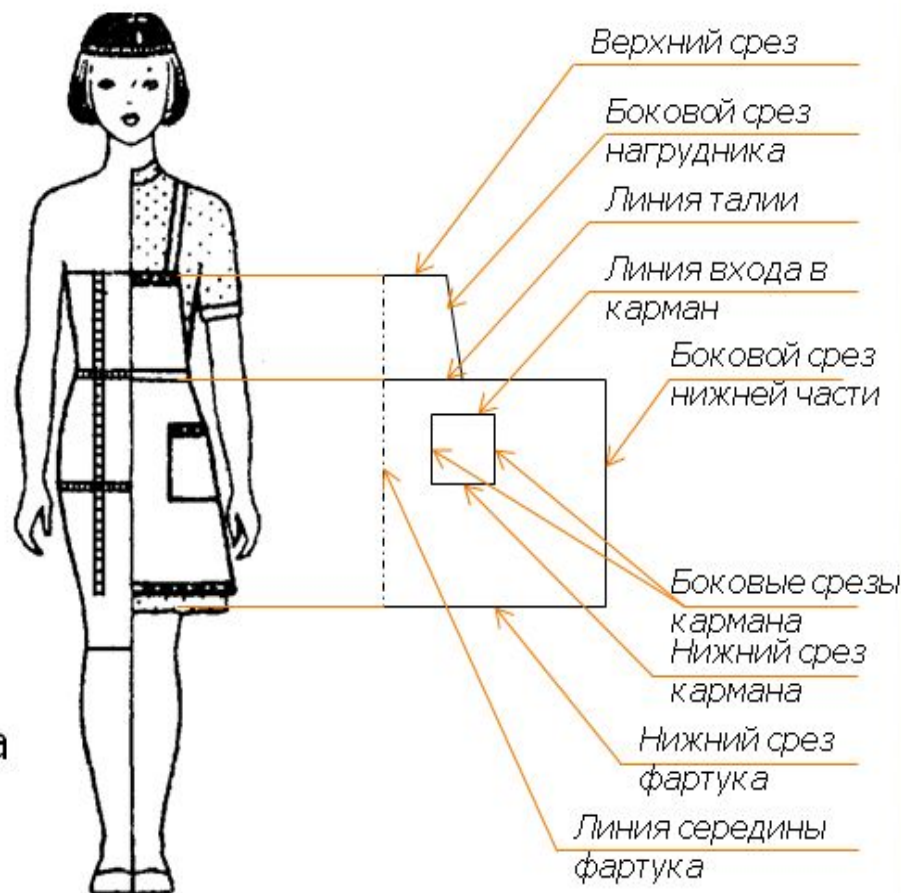 Верхний срез
Боковой срез
нагрудника
Линия талии
Линия входа в
карман
Боковой срез
нижней части
Боковые срезы
кармана
Нижний срез
кармана
а
Нижний срез
фартука
Линия середины
фартука